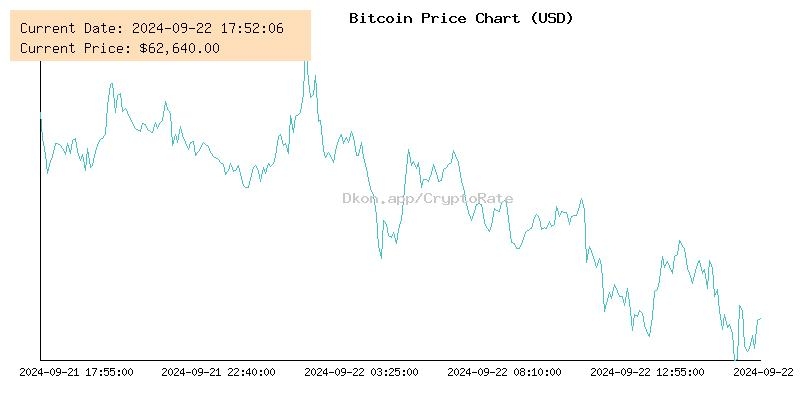 Bitcoin Price Chart (USD)
Current Date: 2024-09-22 17:52:06
Current Price: $62,640.00
Dkon.app/CryptoRate
2024-09-21 17:55:00 2024-09-21 22:40:00 2024-09-22 03:25:00 2024-09-22 08:10:00 2024-09-22 12:55:00 2024-09-22